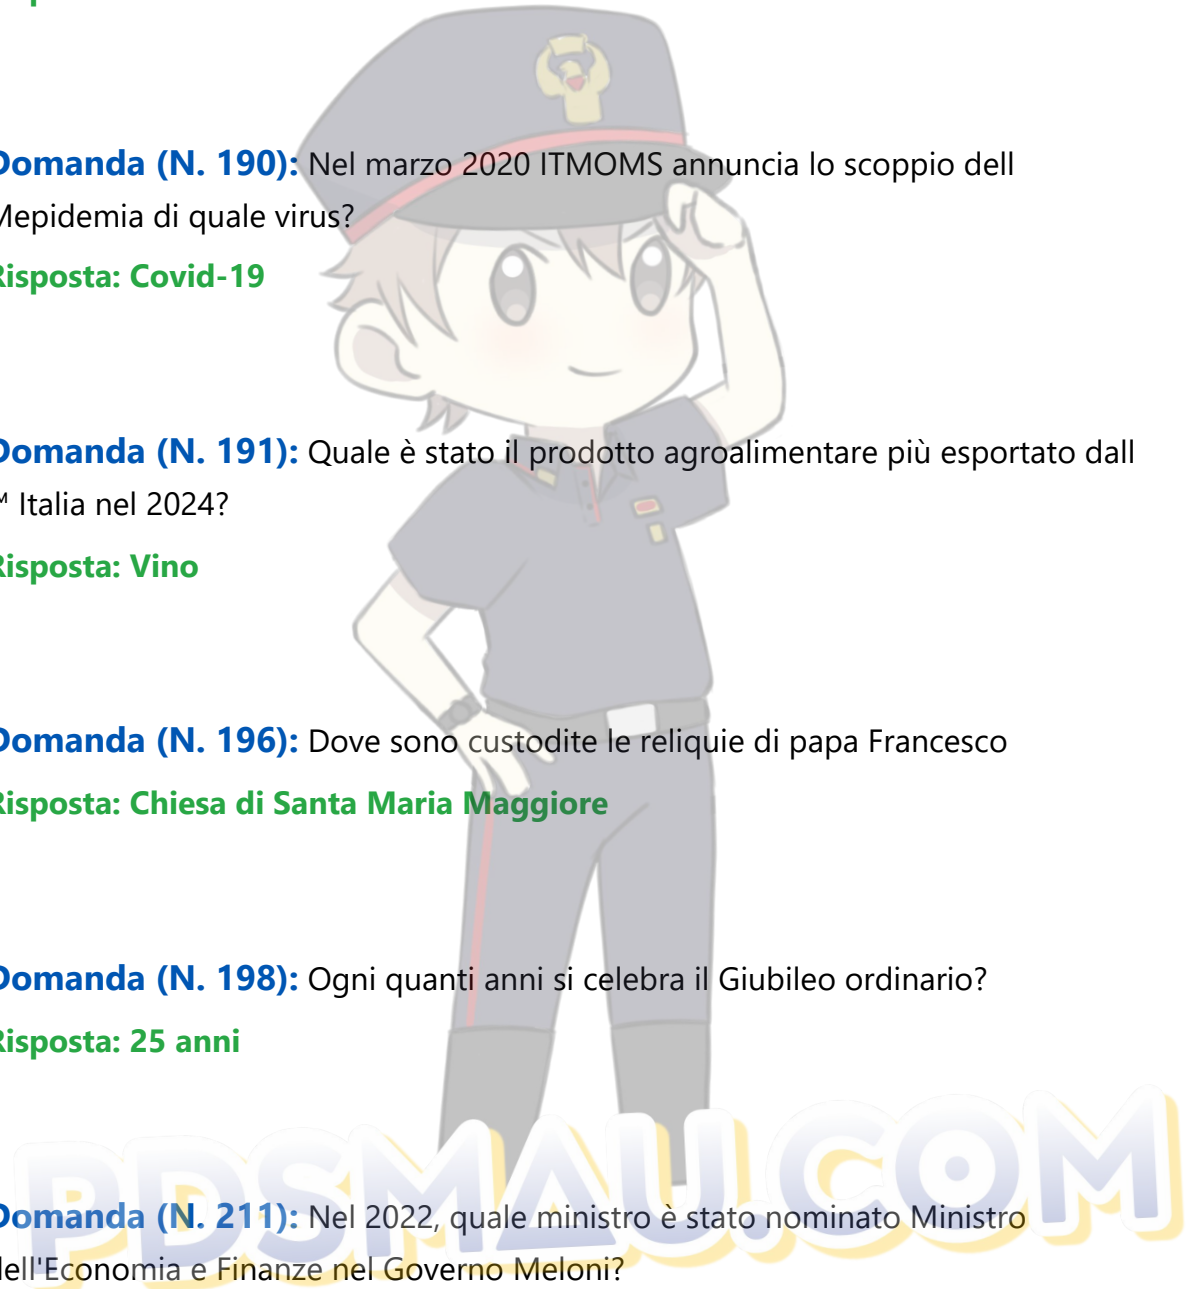 Domanda (N. 190): Nel marzo 2020 ITMOMS annuncia lo scoppio dell
Mepidemia di quale virus?
Risposta: Covid-19
Domanda (N. 191): Quale è stato il prodotto agroalimentare più esportato dall
™ Italia nel 2024?
Risposta: Vino
Domanda (N. 196): Dove sono custodite le reliquie di papa Francesco
Risposta: Chiesa di Santa Maria Maggiore
Domanda (N. 198): Ogni quanti anni si celebra il Giubileo ordinario?
Risposta: 25 anni
PDSMAU.COM
Domanda (N. 211): Nel 2022, quale ministro è stato nominato Ministro
dell'Economia e Finanze nel Governo Meloni?